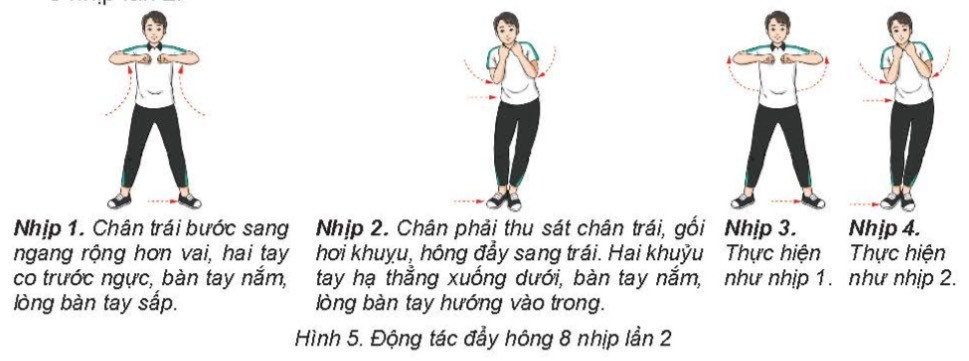 Nhịp 1. Chân trái bước sang
ngang rộng hơn vai, hai tay
co trước ngực, bàn tay nắm,
lòng bàn tay sấp.
Nhịp 2. Chân phải thu sát chân trái, gối
hơi khuỵu, hông đẩy sang trái. Hai khuỷu
tay hạ thẳng xuống dưới, bàn tay nắm,
lòng bàn tay hướng vào trong.
Nhịp 3.
Thực hiện
như nhịp 1.
Nhịp 4.
Thực hiện
như nhịp 2.
Hình 5. Động tác đẩy hông 8 nhịp lần 2